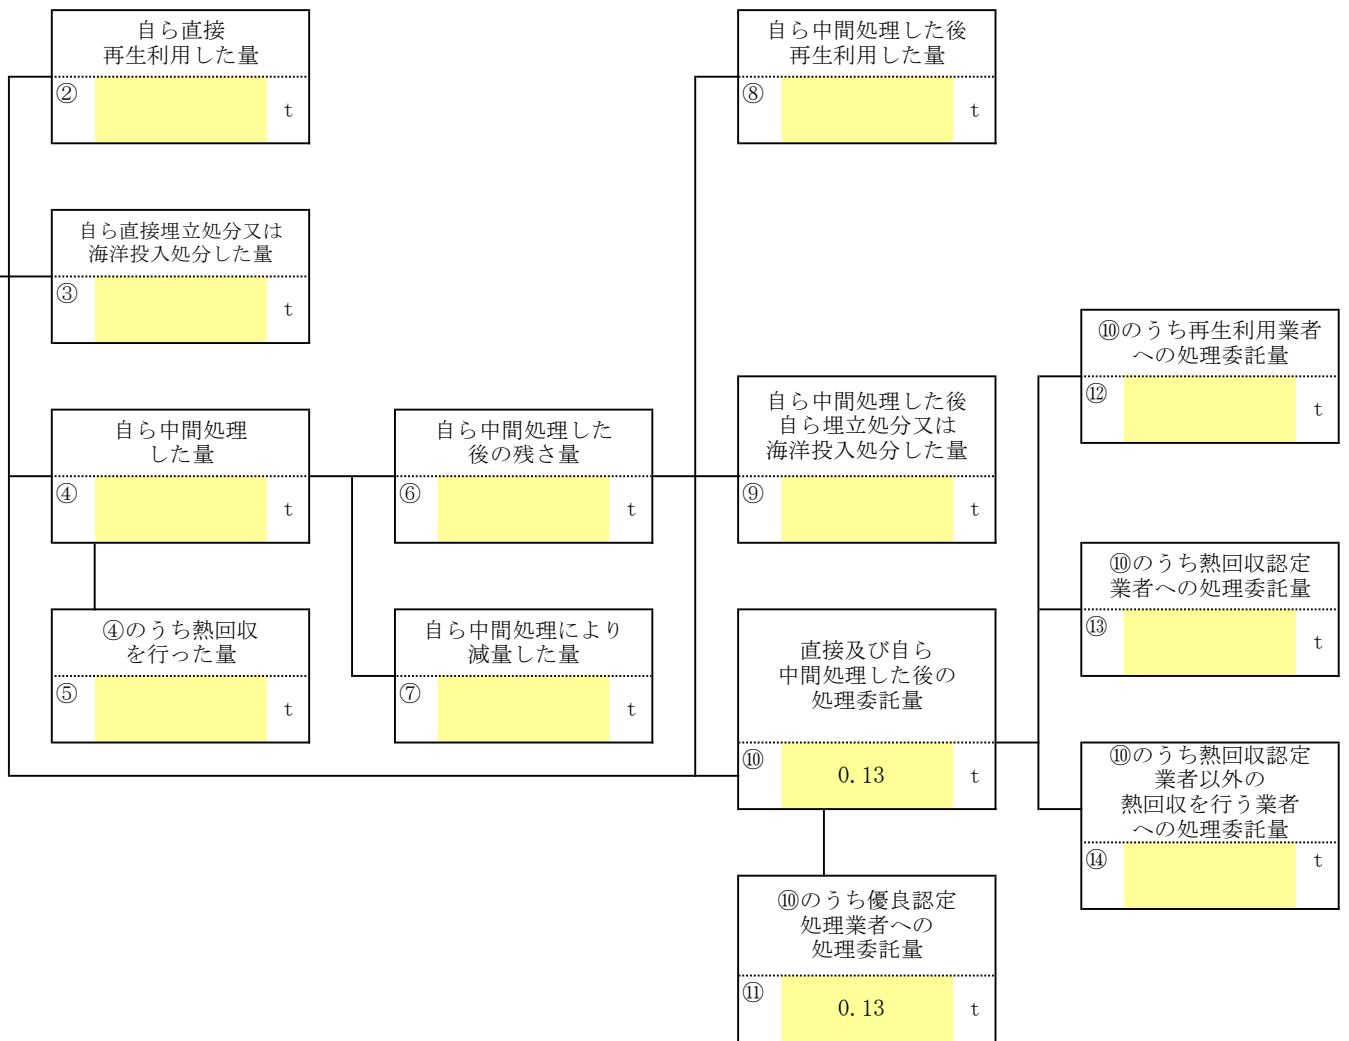 自ら直接
再生利用した量
② t
自ら中間処理した後
再生利用した量
⑧ t
自ら直接埋立処分又は
海洋投入処分した量
③ t
⑩のうち再生利用業者
への処理委託量
⑫ t
自ら中間処理
した量
④ t
自ら中間処理した
後の残さ量
⑥ t
自ら中間処理した後
自ら埋立処分又は
海洋投入処分した量
⑨ t
⑩のうち熱回収認定
業者への処理委託量
⑬ t
④のうち熱回収
を行った量
⑤ t
自ら中間処理により
減量した量
⑦ t
直接及び自ら
中間処理した後の
処理委託量
⑩ 0.13 t
⑩のうち熱回収認定
業者以外の
熱回収を行う業者
への処理委託量
⑭ t
⑩のうち優良認定
処理業者への
処理委託量
⑪ 0.13 t